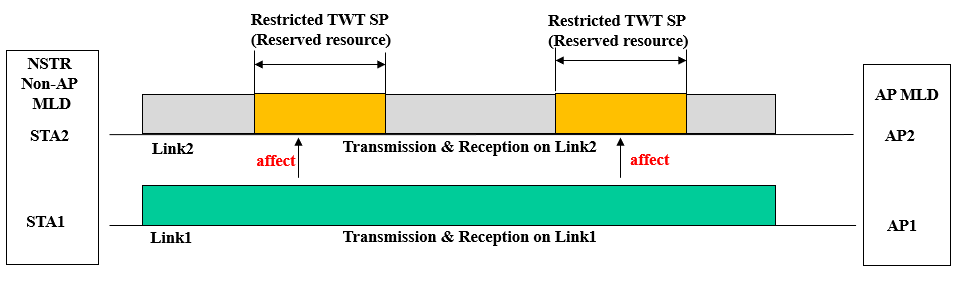 Restricted TWT SP
(Reserved resource)
Restricted TWT SP
(Reserved resource)
NSTR
Non-AP
MLD
AP MLD
STA2
Link2
Transmission & Reception on Link2
AP2
affect
affect
STA1
Link1
Transmission & Reception on Link1
AP1